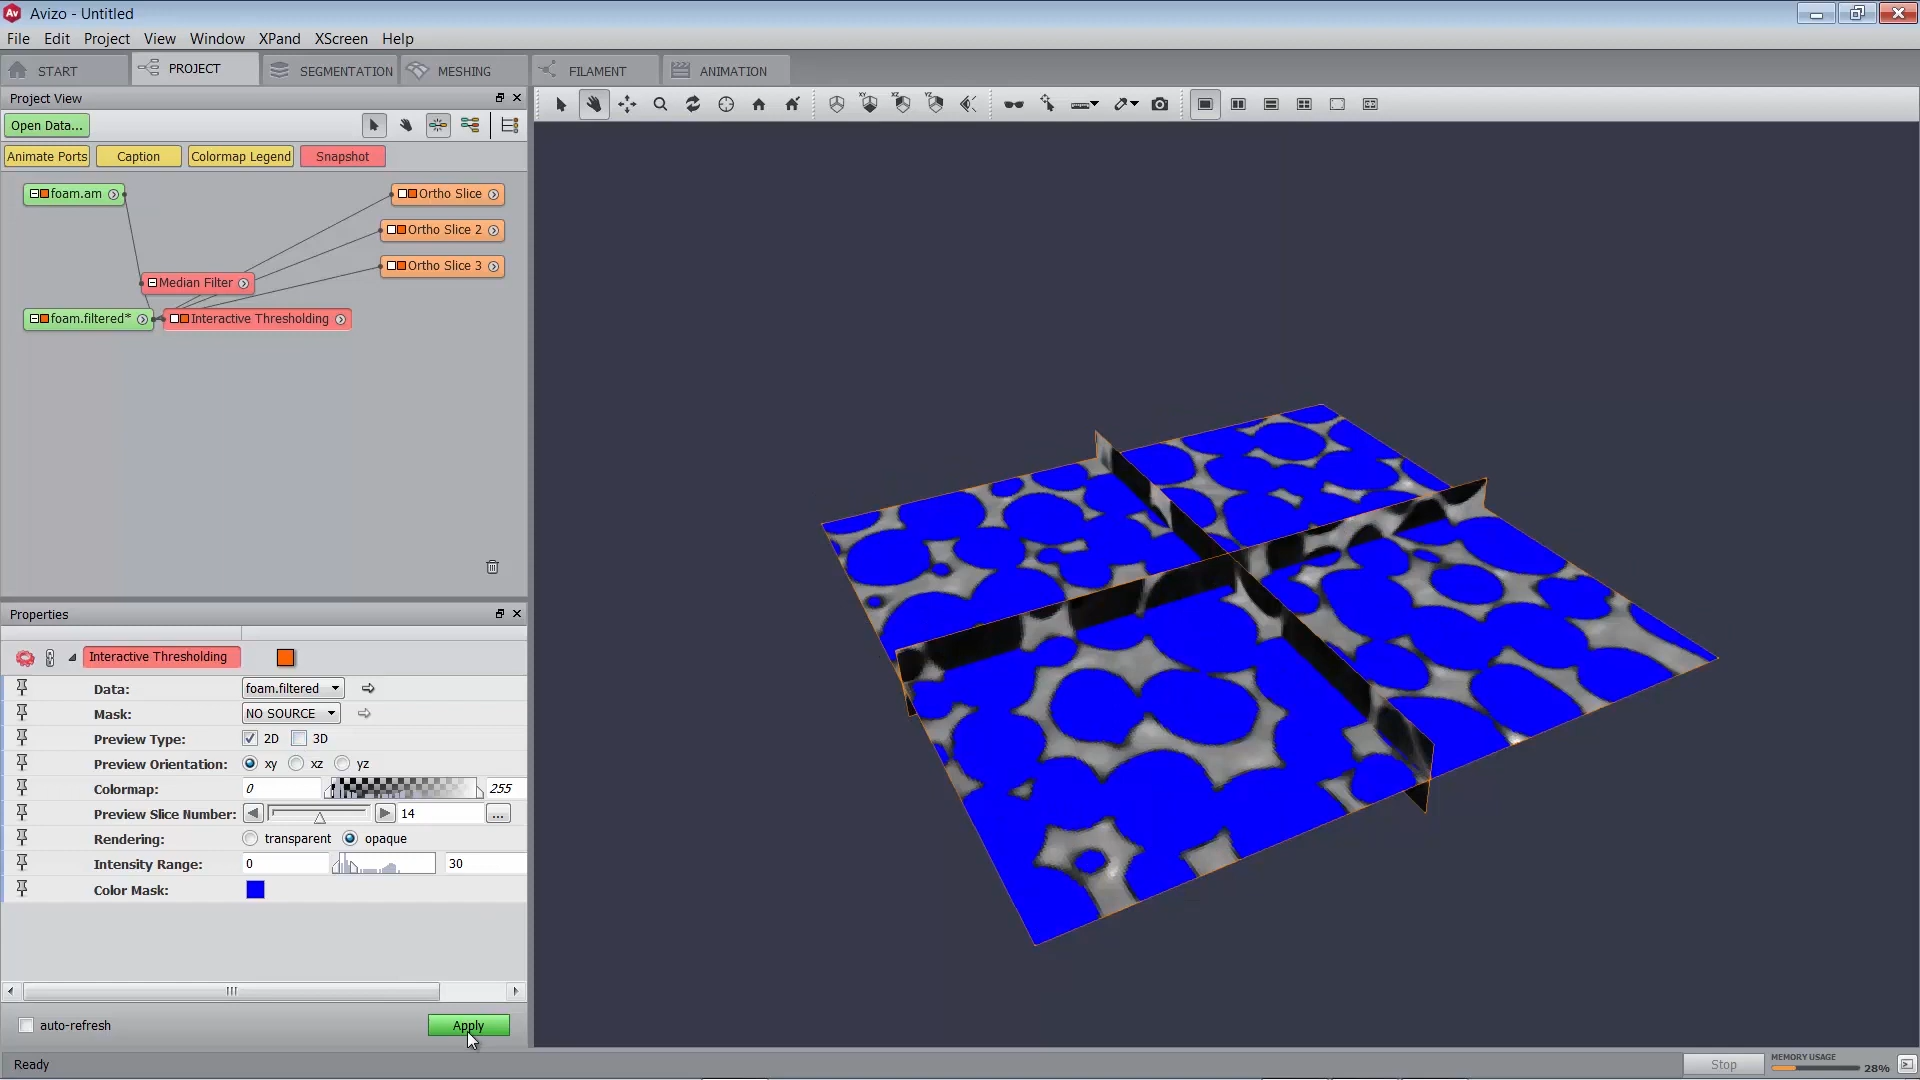 Avizo - Untitled
File Edit Project View Window XPand XScreen Help
START PROJECT SEGMENTATION MESHING FILAMENT ANIMATION
Project View
Open Data...
Animate Ports Caption Colormap Legend Snapshot
foam.am Ortho Slice
Ortho Slice 2
Ortho Slice 3
Median Filter
foam.filtered* Interactive Thresholding
Properties
Interactive Thresholding
Data: foam.filtered
Mask: NO SOURCE
Preview Type: 2D 3D
Preview Orientation: xy xz yz
Colormap: 0 255
Preview Slice Number: 14 ...
Rendering: transparent opaque
Intensity Range: 0 30
Color Mask:
auto-refresh Apply
Ready Stop MEMORY USAGE 28%